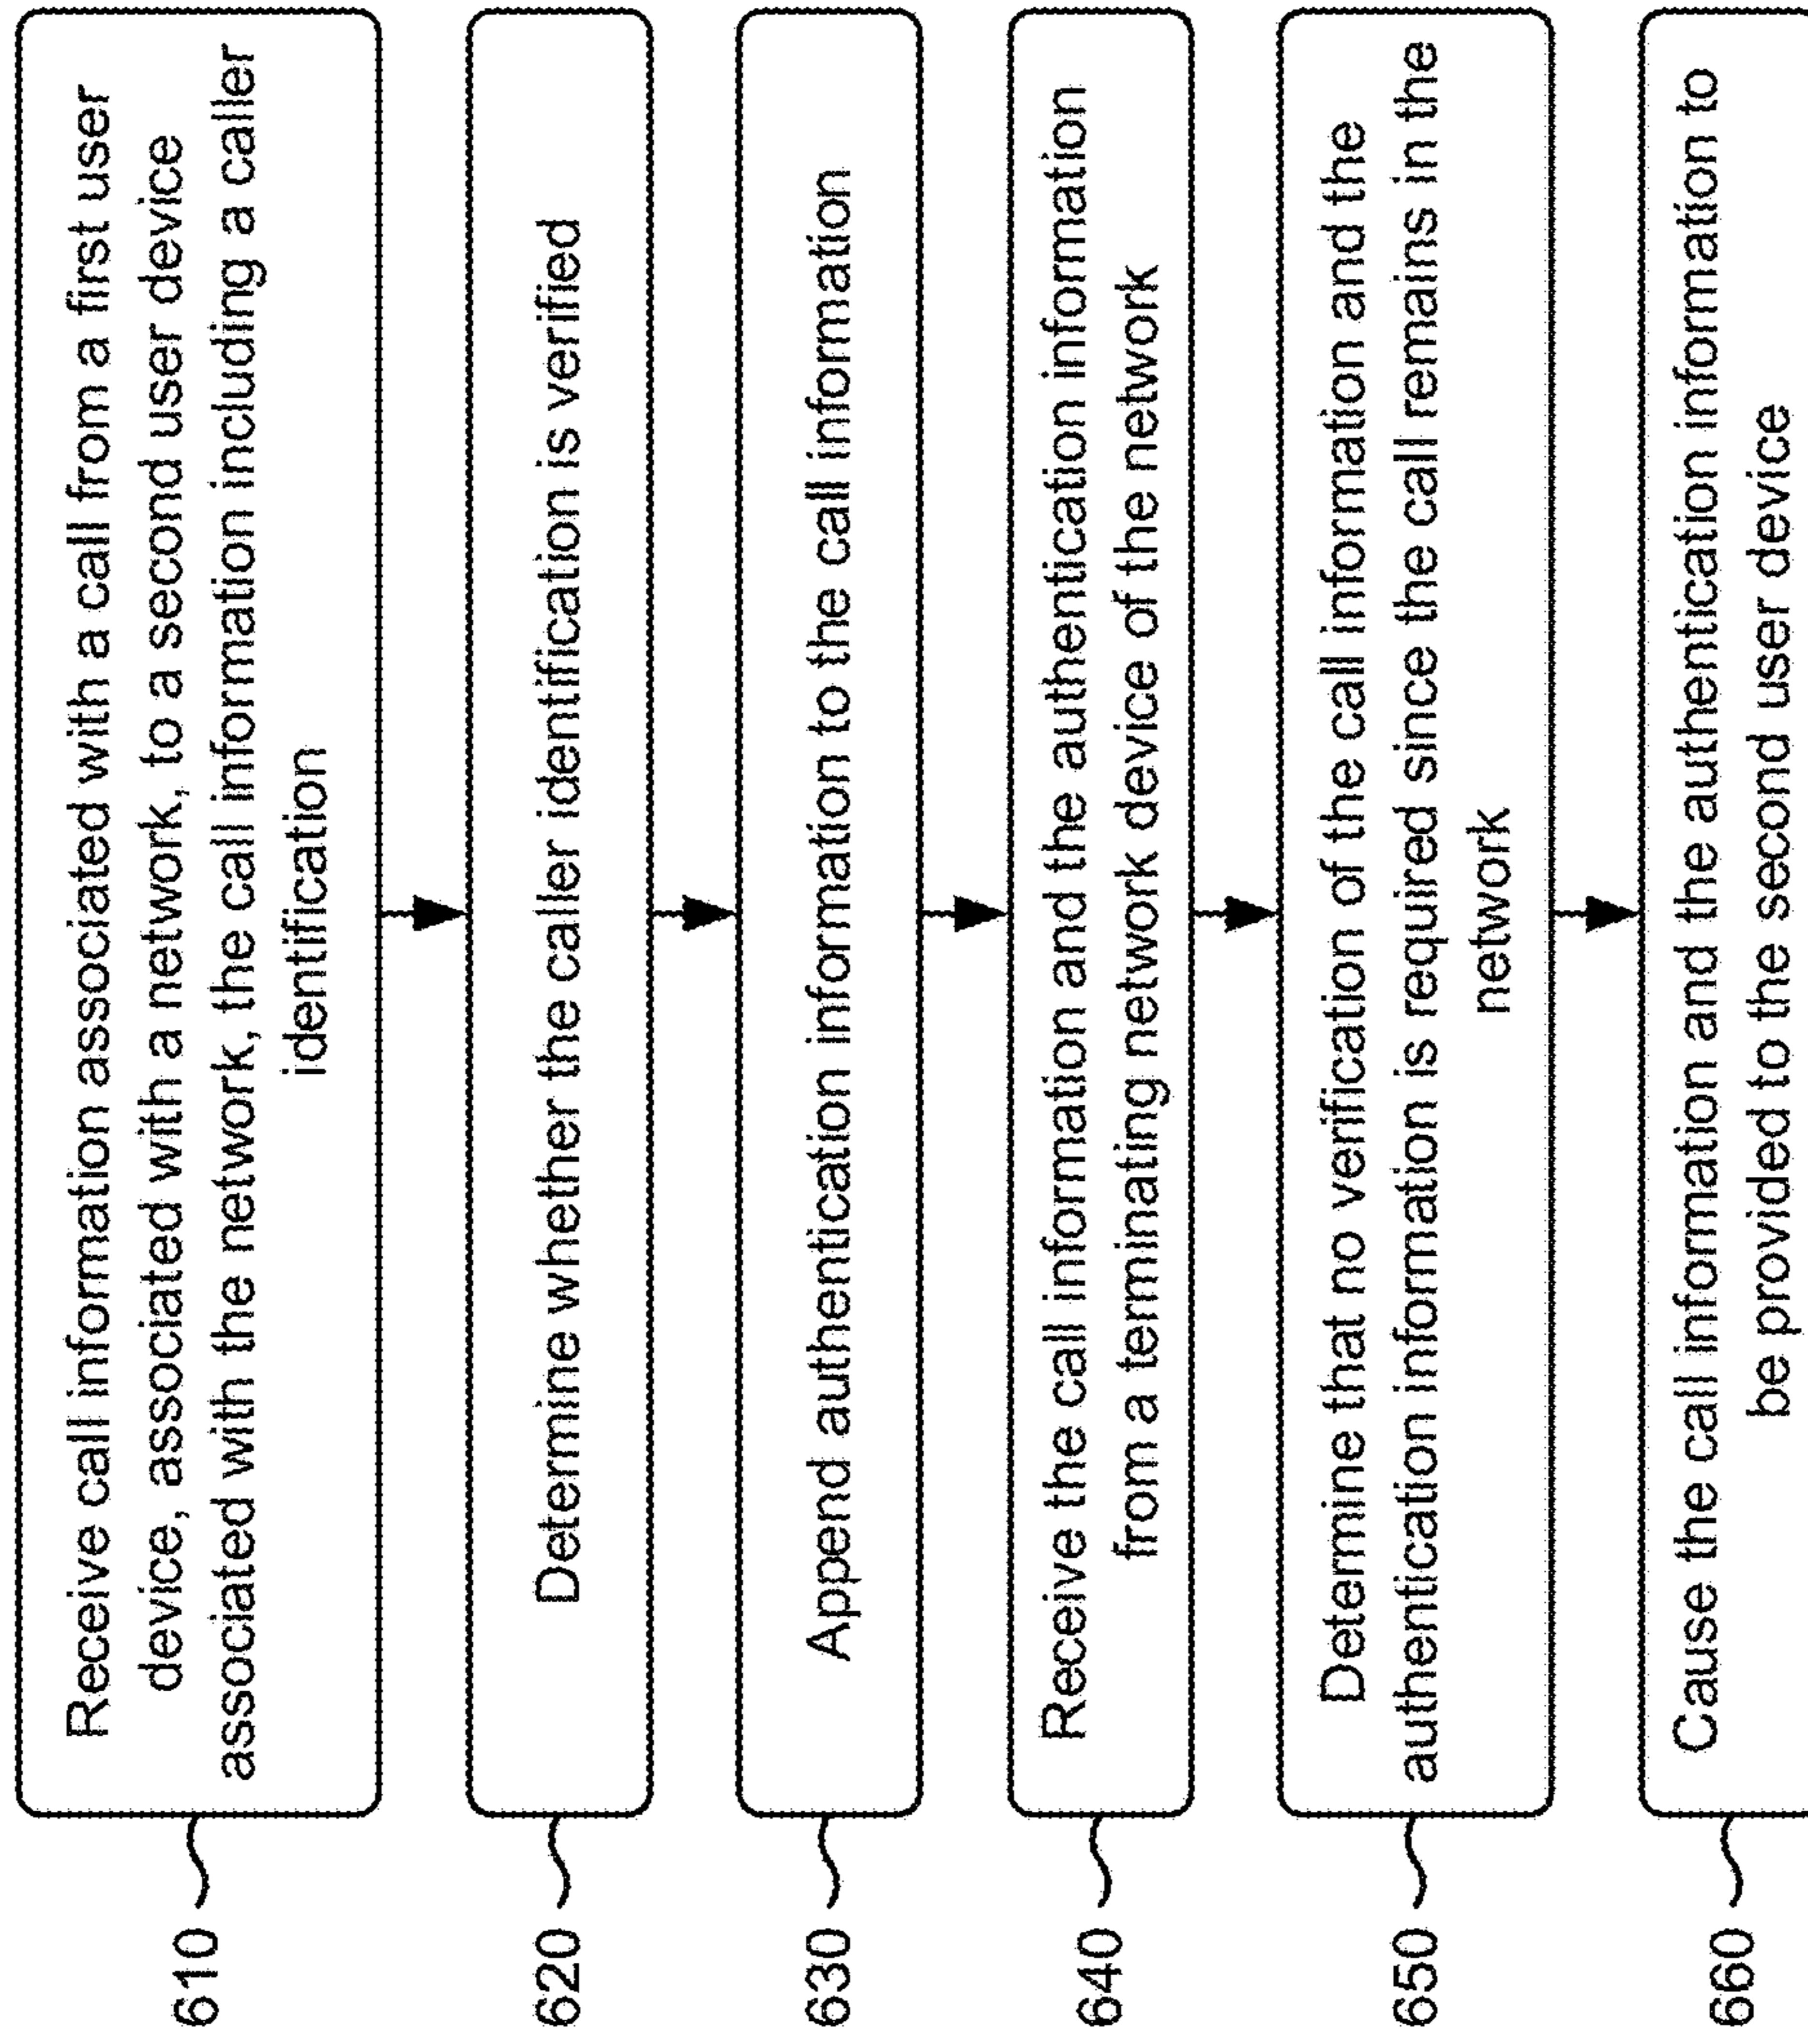 610
Receive call information associated with a call from a first user
device, associated with a network, to a second user device
associated with the network, the call information including a caller
identification
620
Determine whether the caller identification is verified
630
Append authentication information to the call information
640
Receive the call information and the authentication information
from a terminating network device of the network
650
Determine that no verification of the call information and the
authentication information is required since the call remains in the
network
660
Cause the call information and the authentication information to
be provided to the second user device